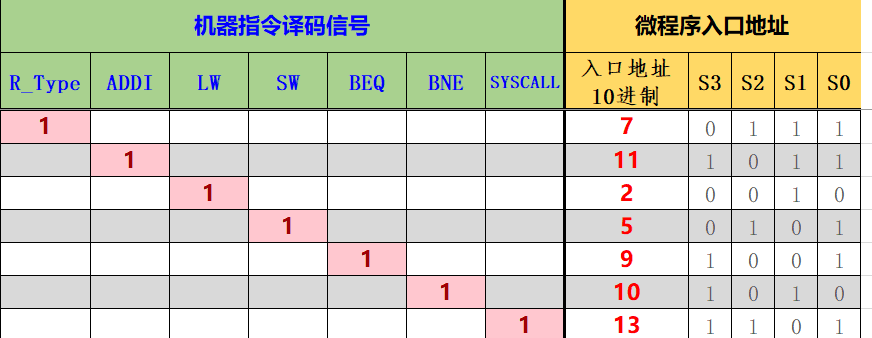 机器指令译码信号 微程序入口地址
R_Type ADDI LW SW BEQ BNE SYSCALL 入口地址 10进制 S3 S2 S1 S0
1 7 0 1 1 1
1 11 1 0 1 1
1 2 0 0 1 0
1 5 0 1 0 1
1 9 1 0 0 1
1 10 1 0 1 0
1 13 1 1 0 1